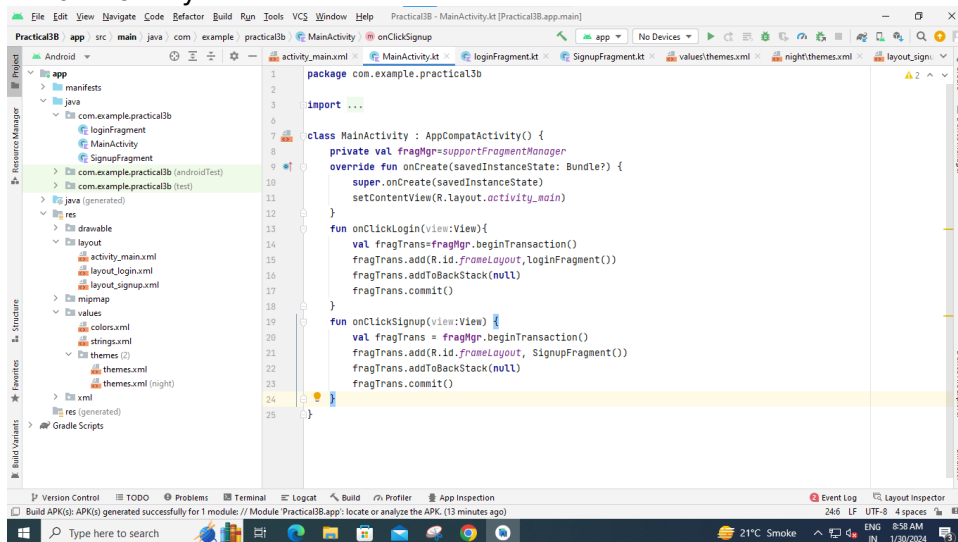 File Edit View Navigate Code Refactor Build Run Tools VCS Window Help Practical3B - MainActivity.kt [Practical3B.app.main]
Practical3B app src main java com example practical3b MainActivity onClickSignup app No Devices
Android activity_main.xml MainActivity.kt loginFragment.kt SignupFragment.kt values\themes.xml night\themes.xml
Project
Resource Manager
Structure
Favorites
Build Variants
app
manifests
java
com.example.practical3b
loginFragment
MainActivity
SignupFragment
com.example.practical3b (androidTest)
com.example.practical3b (test)
java (generated)
res
drawable
layout
activity_main.xml
layout_login.xml
layout_signup.xml
mipmap
values
colors.xml
strings.xml
themes (2)
themes.xml
themes.xml (night)
xml
res (generated)
Gradle Scripts
2
1 package com.example.practical3b
2
3 import ...
6
7 class MainActivity : AppCompatActivity() {
8 private val fragMgr=supportFragmentManager
9 override fun onCreate(savedInstanceState: Bundle?) {
10 super.onCreate(savedInstanceState)
11 setContentView(R.layout.activity_main)
12 }
13 fun onClickLogin(view:View){
14 val fragTrans=fragMgr.beginTransaction()
15 fragTrans.add(R.id.frameLayout,loginFragment())
16 fragTrans.addToBackStack(null)
17 fragTrans.commit()
18 }
19 fun onClickSignup(view:View) {
20 val fragTrans = fragMgr.beginTransaction()
21 fragTrans.add(R.id.frameLayout, SignupFragment())
22 fragTrans.addToBackStack(null)
23 fragTrans.commit()
24 }
25 }
Version Control TODO Problems Terminal Logcat Build Profiler App Inspection Event Log Layout Inspector
Build APK(s): APK(s) generated successfully for 1 module: // Module 'Practical3B.app': locate or analyze the APK. (13 minutes ago) 24:6 LF UTF-8 4 spaces
Type here to search 21°C Smoke ENG 8:58 AM
IN 1/30/2024